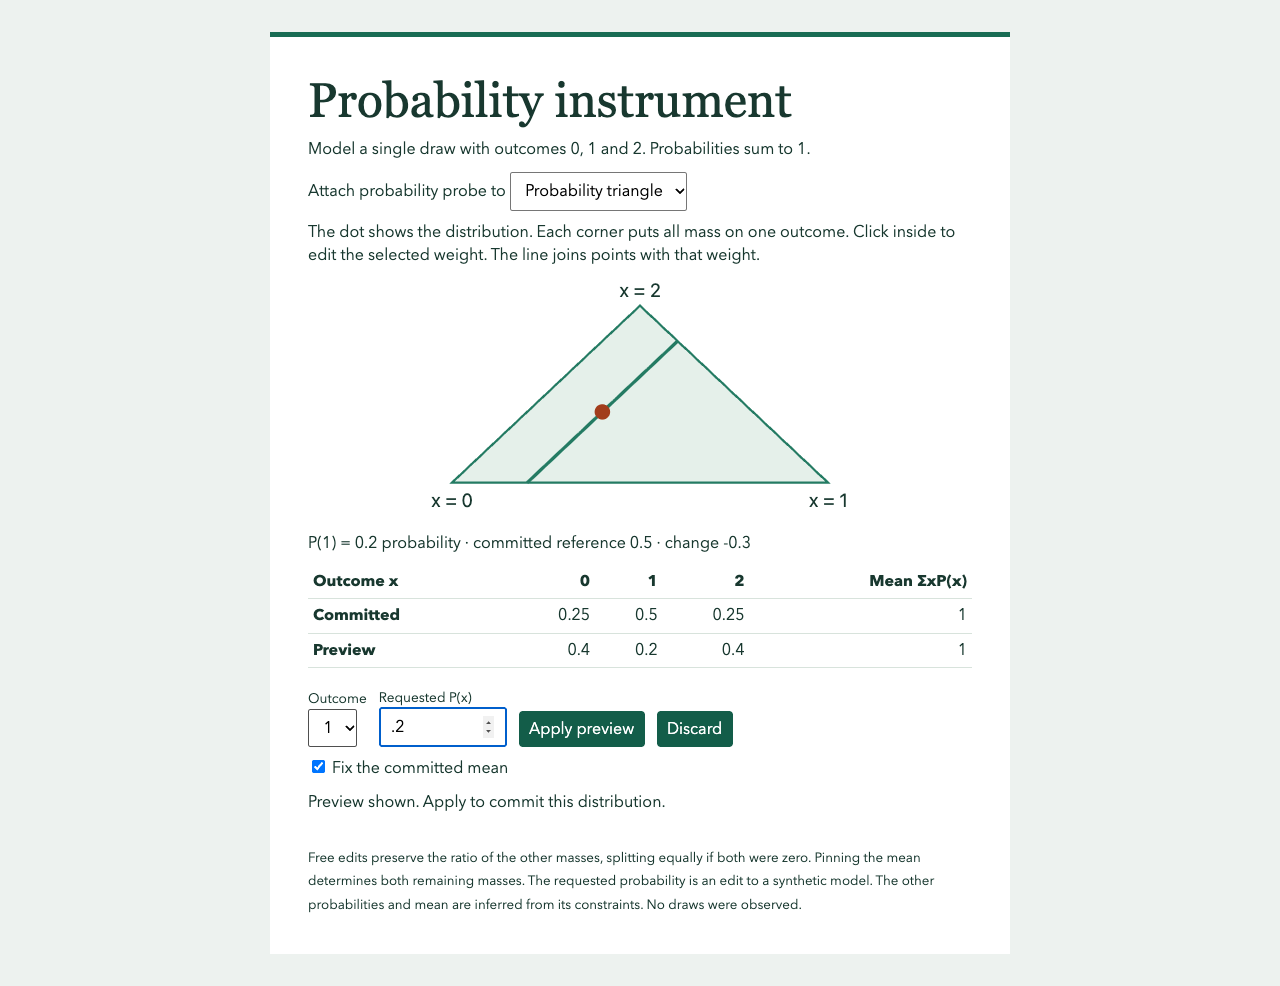 Probability instrument
Model a single draw with outcomes 0, 1 and 2. Probabilities sum to 1.
Attach probability probe to Probability triangle
The dot shows the distribution. Each corner puts all mass on one outcome. Click inside to
edit the selected weight. The line joins points with that weight.
x = 2
x = 0 x = 1
P(1) = 0.2 probability · committed reference 0.5 · change -0.3
Outcome x 0 1 2 Mean ΣxP(x)
Committed 0.25 0.5 0.25 1
Preview 0.4 0.2 0.4 1
Outcome Requested P(x)
1 .2 Apply preview Discard
Fix the committed mean
Preview shown. Apply to commit this distribution.
Free edits preserve the ratio of the other masses, splitting equally if both were zero. Pinning the mean
determines both remaining masses. The requested probability is an edit to a synthetic model. The other
probabilities and mean are inferred from its constraints. No draws were observed.